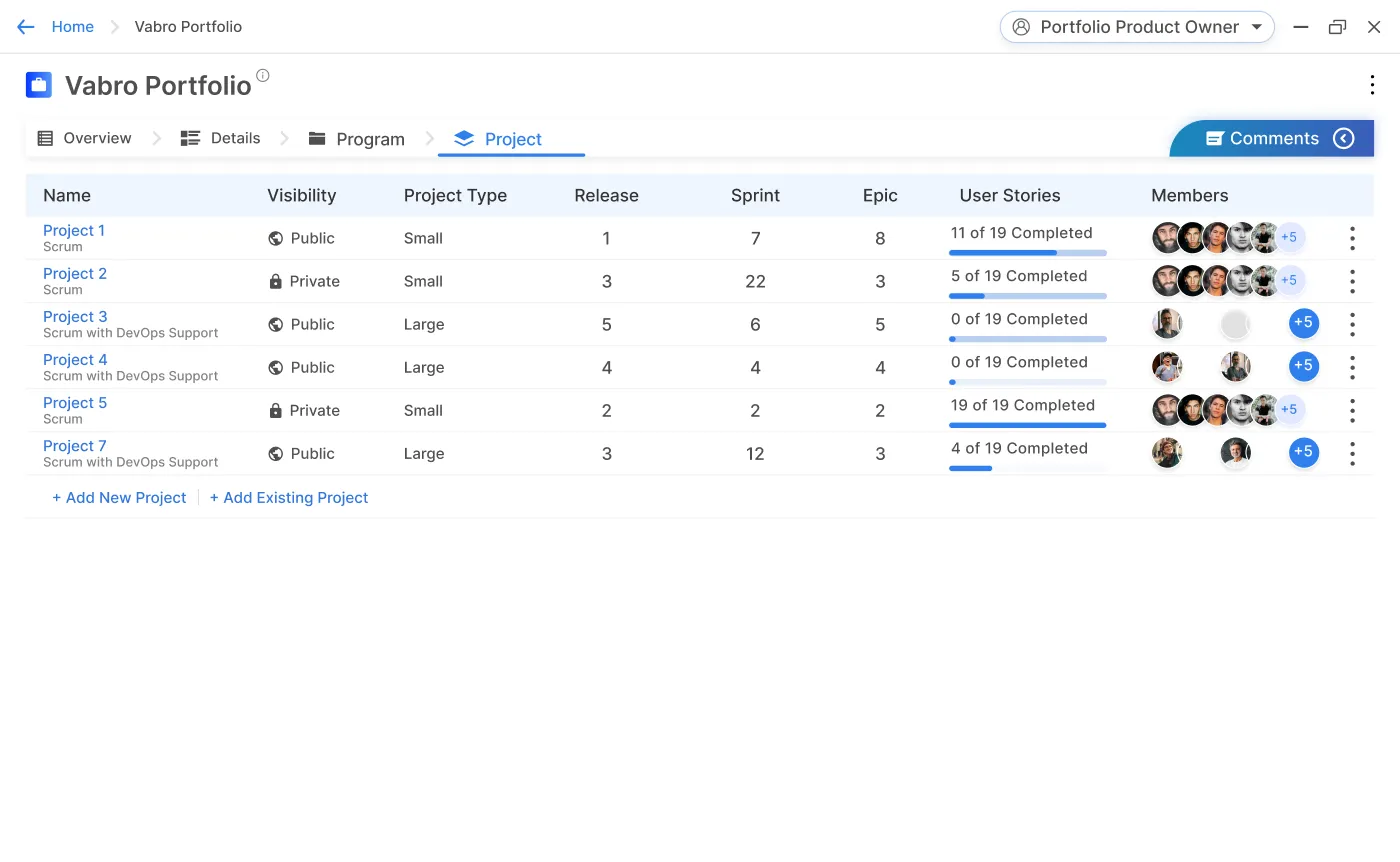 Home
Vabro Portfolio
Portfolio Product Owner
Vabro Portfolio
Overview
Details
Program
Project
Comments
Name Visibility Project Type Release Sprint Epic User Stories Members
Project 1
Scrum
Public Small 1 7 8 11 of 19 Completed +5
Project 2
Scrum
Private Small 3 22 3 5 of 19 Completed +5
Project 3
Scrum with DevOps Support
Public Large 5 6 5 0 of 19 Completed +5
Project 4
Scrum with DevOps Support
Public Large 4 4 4 0 of 19 Completed +5
Project 5
Scrum
Private Small 2 2 2 19 of 19 Completed +5
Project 7
Scrum with DevOps Support
Public Large 3 12 3 4 of 19 Completed +5
+ Add New Project + Add Existing Project